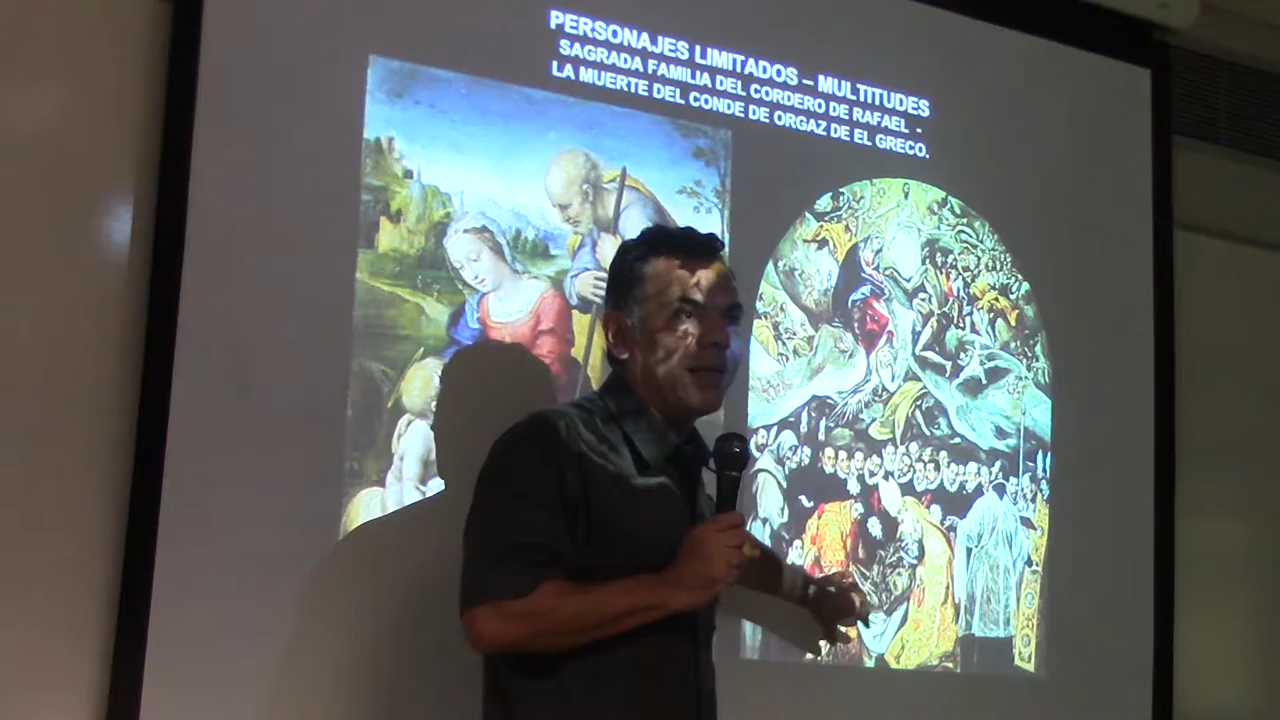 PERSONAJES LIMITADOS – MULTITUDES
SAGRADA FAMILIA DEL CORDERO DE RAFAEL -
LA MUERTE DEL CONDE DE ORGAZ DE EL GRECO.